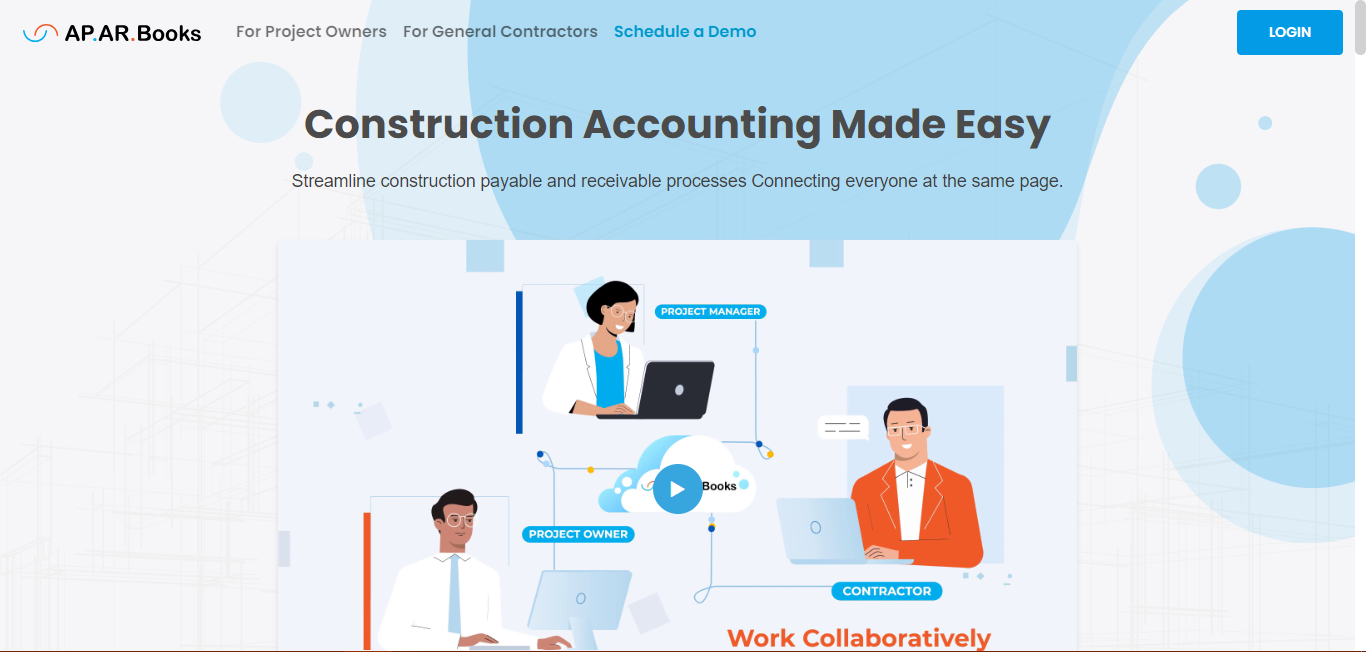 AP.AR.Books
For Project Owners
For General Contractors
Schedule a Demo
LOGIN
Construction Accounting Made Easy
Streamline construction payable and receivable processes Connecting everyone at the same page.
PROJECT MANAGER
Books
PROJECT OWNER
CONTRACTOR
Work Collaboratively